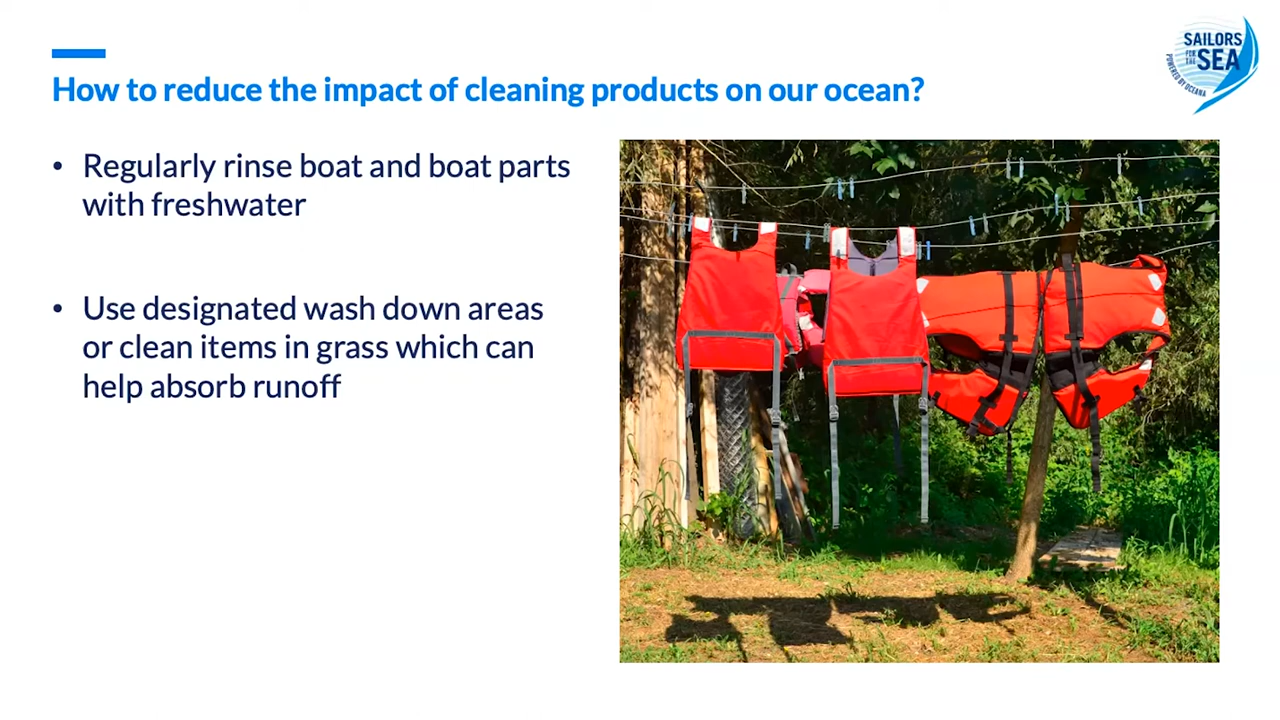 How to reduce the impact of cleaning products on our ocean?
SAILORS
FOR
THE
SEA
POWERED BY OCEANA
• Regularly rinse boat and boat parts
with freshwater
• Use designated wash down areas
or clean items in grass which can
help absorb runoff